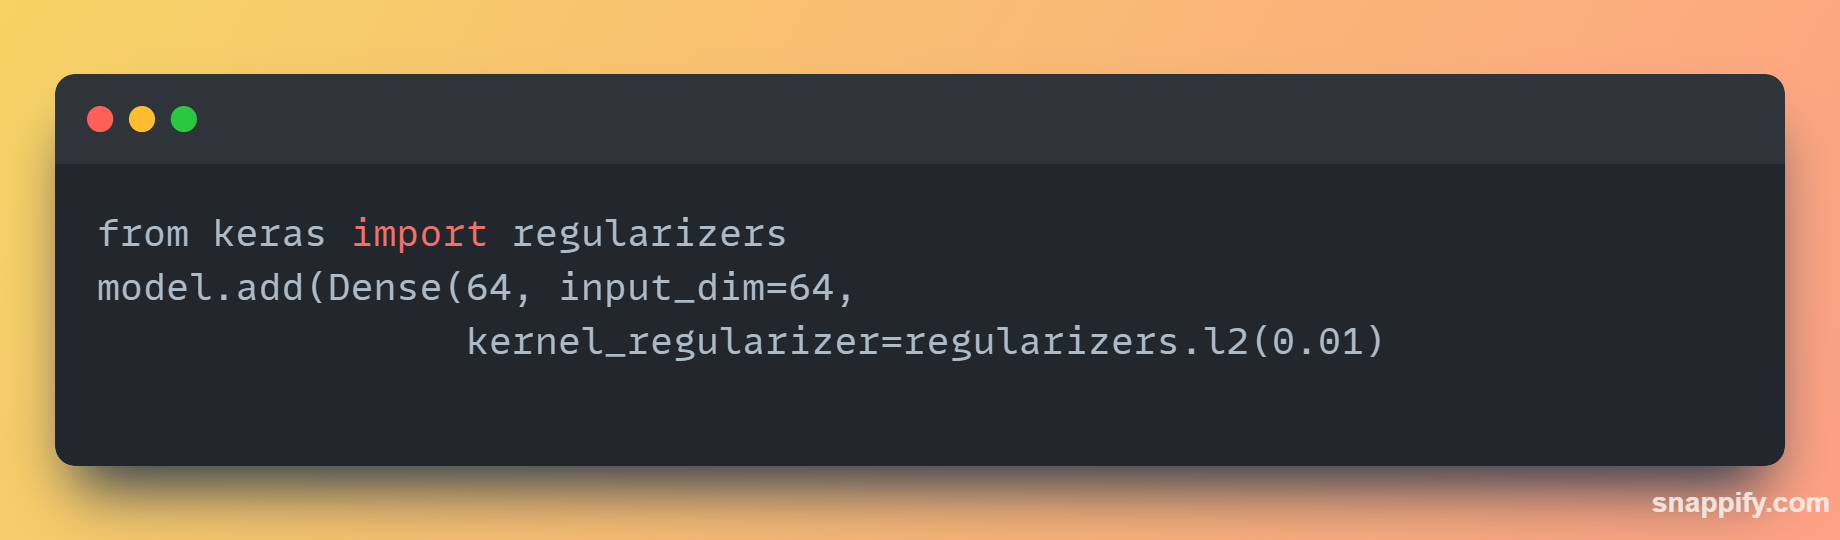 from keras import regularizers
model.add(Dense(64, input_dim=64,
                kernel_regularizer=regularizers.l2(0.01)
snappify.com